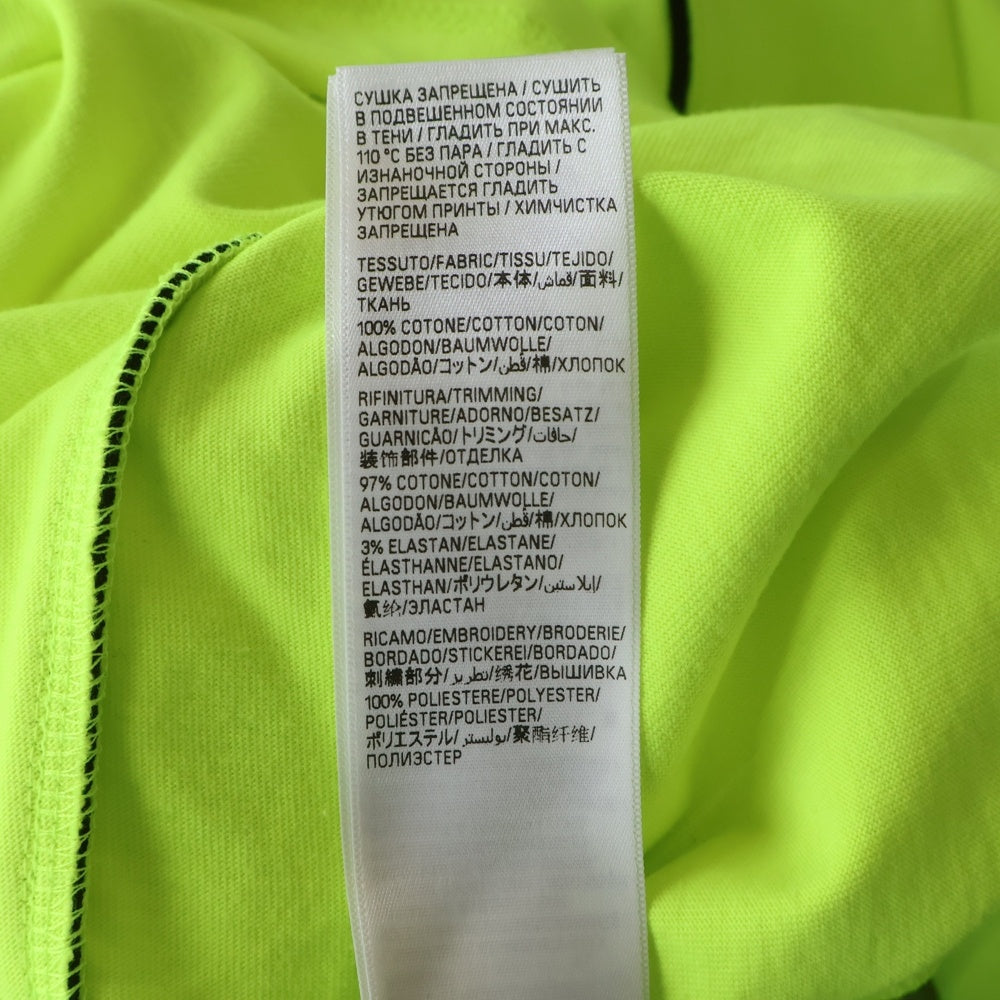 СУШКА ЗАПРЕЩЕНА / СУШИТЬ
В ПОДВЕШЕННОМ СОСТОЯНИИ
В ТЕНИ / ГЛАДИТЬ ПРИ МАКС.
110 °C БЕЗ ПАРА / ГЛАДИТЬ С
ИЗНАНОЧНОЙ СТОРОНЫ /
ЗАПРЕЩАЕТСЯ ГЛАДИТЬ
УТЮГОМ ПРИНТЫ / ХИМЧИСТКА
ЗАПРЕЩЕНА
TESSUTO/FABRIC/TISSU/TEJIDO/
GEWEBE/TECIDO/本体/قماش/面料/
ТКАНЬ
100% COTONE/COTTON/COTON/
ALGODON/BAUMWOLLE/
ALGODÃO/コットン/قُطن/棉/ХЛОПОК
RIFINITURA/TRIMMING/
GARNITURE/ADORNO/BESATZ/
GUARNICÃO/トリミング/حافات/
装饰部件/ОТДЕЛКА
97% COTONE/COTTON/COTON/
ALGODON/BAUMWOLLE/
ALGODÃO/コットン/قُطن/棉/ХЛОПОК
3% ELASTAN/ELASTANE/
ÉLASTHANNE/ELASTANO/
ELASTHAN/ポリウレタン/إيلاستين/
氨纶/ЭЛАСТАН
RICAMO/EMBROIDERY/BRODERIE/
BORDADO/STICKEREI/BORDADO/
刺繍部分/تطريز/绣花/ВЫШИВКА
100% POLIESTERE/POLYESTER/
POLIÉSTER/POLIESTER/
ポリエステル/بوليستر/聚酯纤维/
ПОЛИЭСТЕР